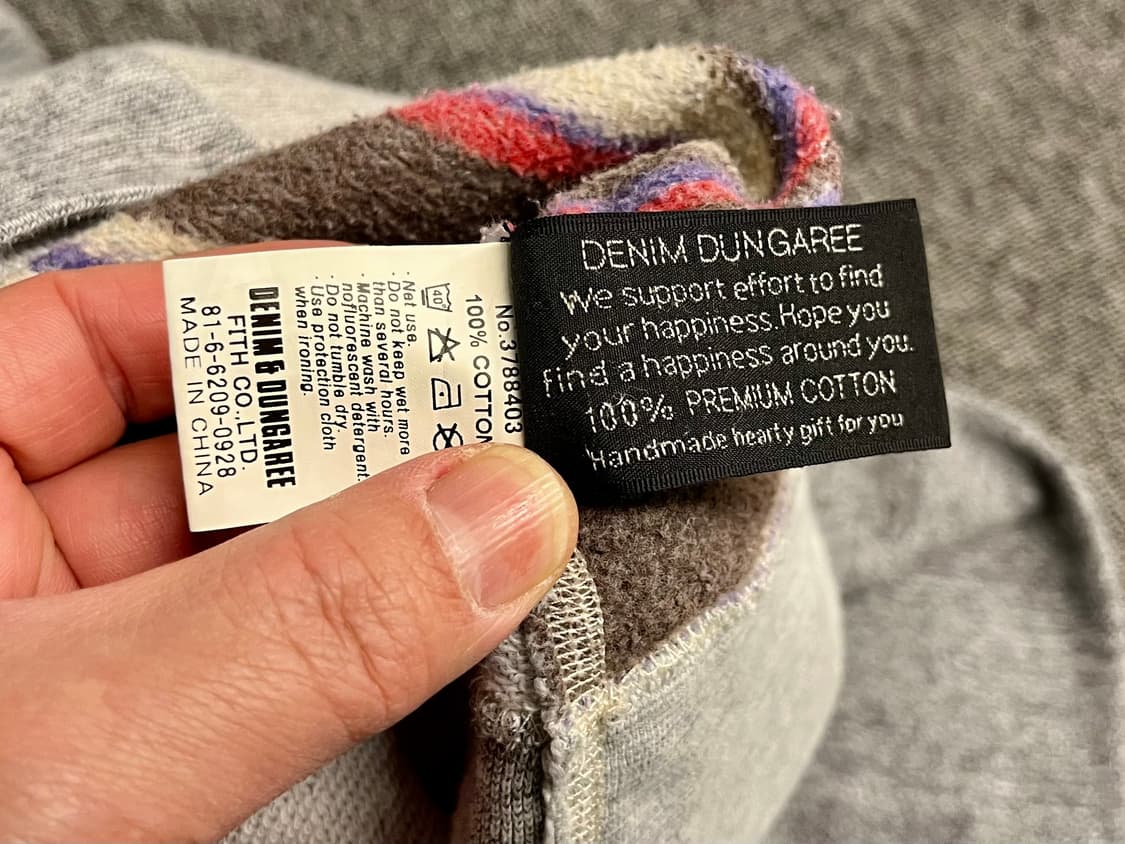 DENIM DUNGAREE
We support effort to find
your happiness.Hope you
find a happiness around you.
100% PREMIUM COTTON
Handmade hearty gift for you
No.3788403
100% COTTON
40
· Net use.
· Do not keep wet more
than several hours.
· Machine wash with
nofluorescent detergent.
· Do not tumble dry.
· Use protection cloth
when ironing.
DENIM & DUNGAREE
FITH CO.,LTD.
81-6-6209-0928
MADE IN CHINA